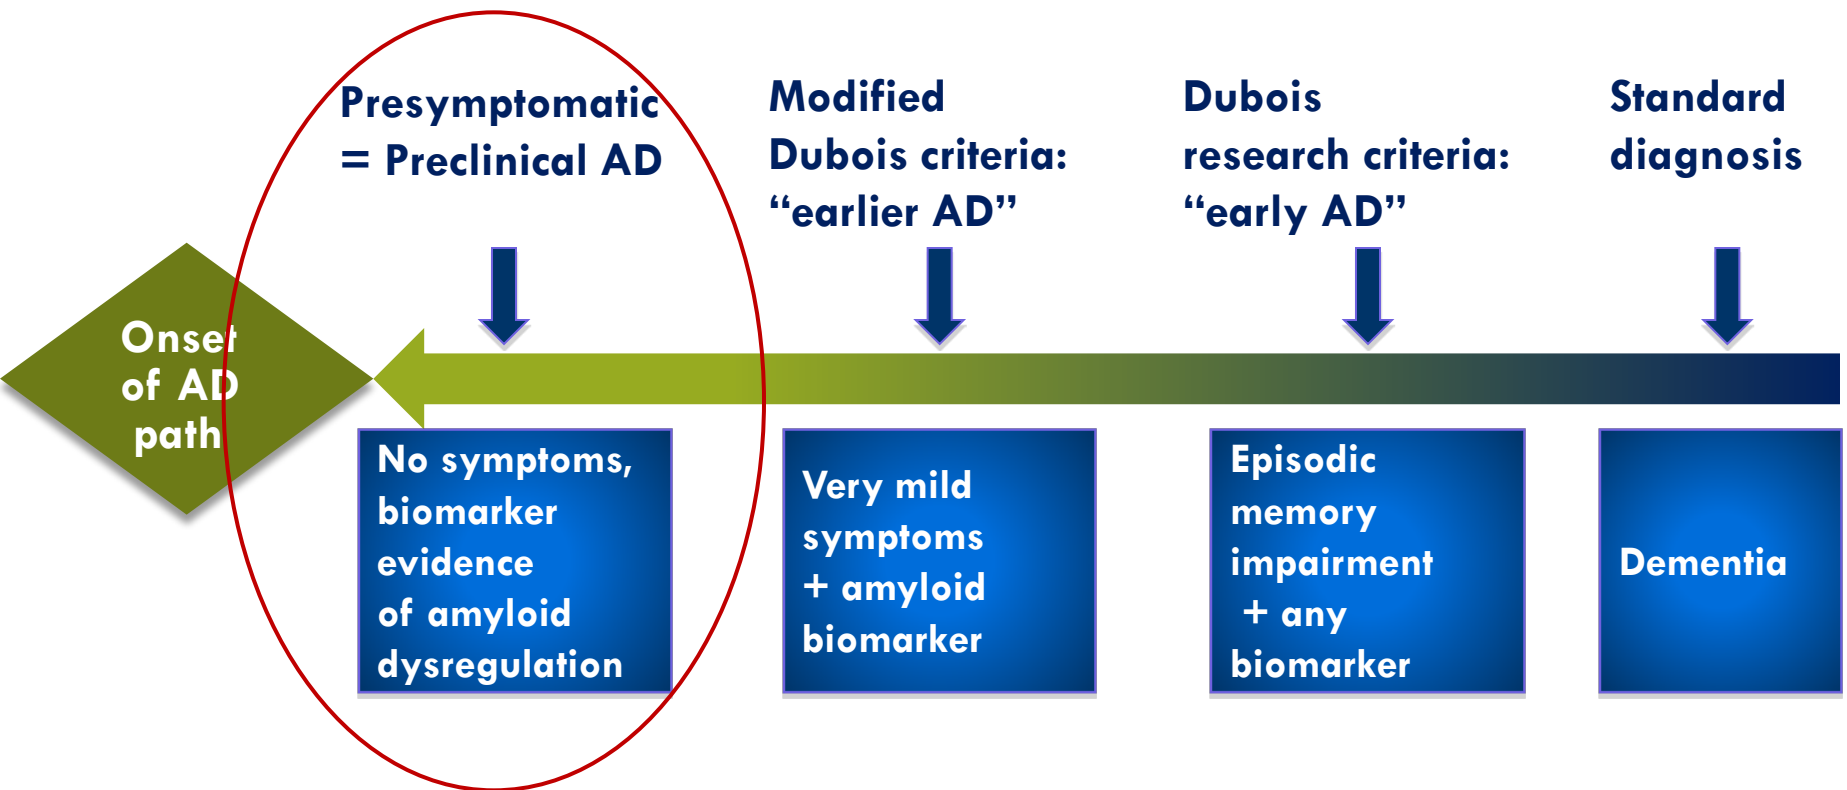 Presymptomatic
= Preclinical AD
Modified
Dubois criteria:
“earlier AD”
Dubois
research criteria:
“early AD”
Standard
diagnosis
Onset
of AD
path
No symptoms,
biomarker
evidence
of amyloid
dysregulation
Very mild
symptoms
+ amyloid
biomarker
Episodic
memory
impairment
+ any
biomarker
Dementia